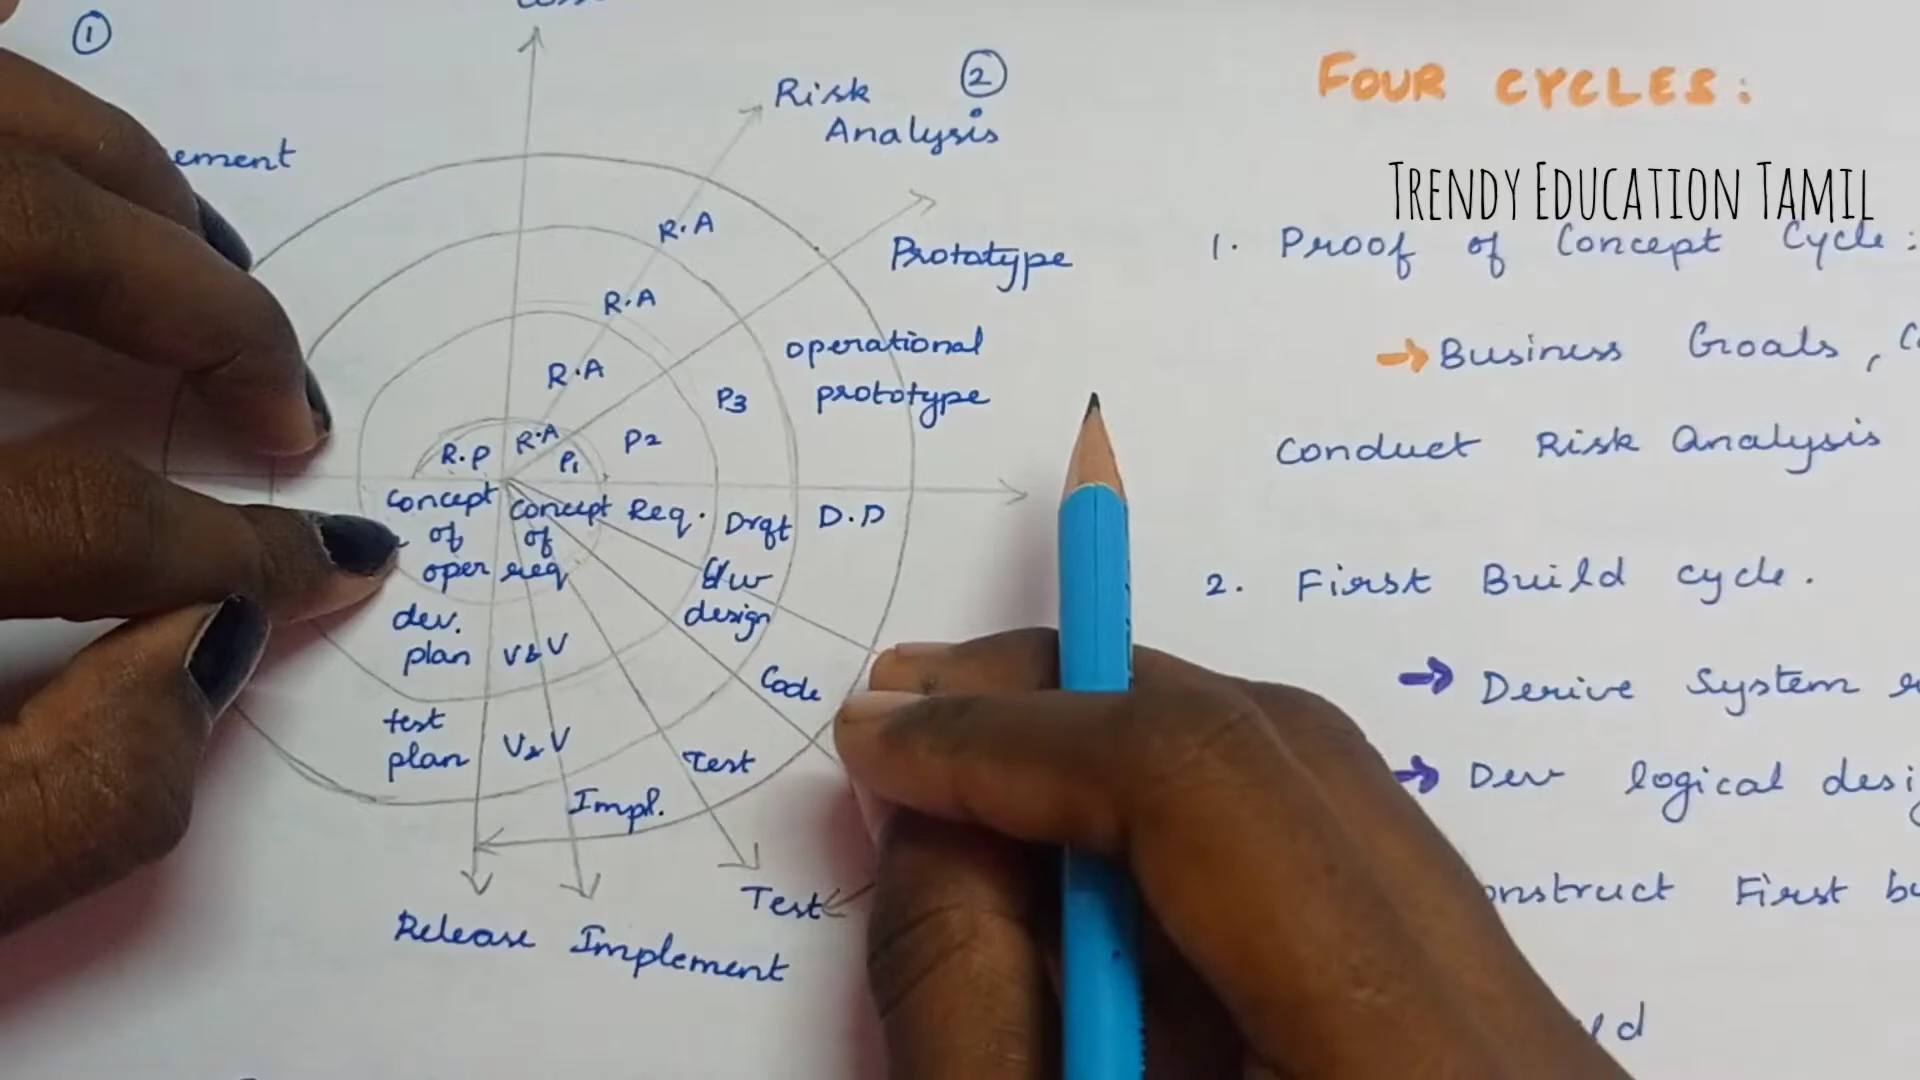 1
2
Risk
Analysis
ement
Prototype
R.A
R.A
R.A
R.A
R.P
P1
P2
P3
operational
prototype
concept
of
oper
concept
of
req
Req.
Drqt
D.D
S/w
design
dev.
plan
V&V
Code
test
plan
V&V
Test
Impl.
Test
Release
Implement
FOUR CYCLES:
TRENDY EDUCATION TAMIL
1. Proof of Concept Cycle:
Business Goals,
Conduct Risk Analysis
2. First Build cycle.
Derive System
Dev logical desi
onstruct First bu
ld